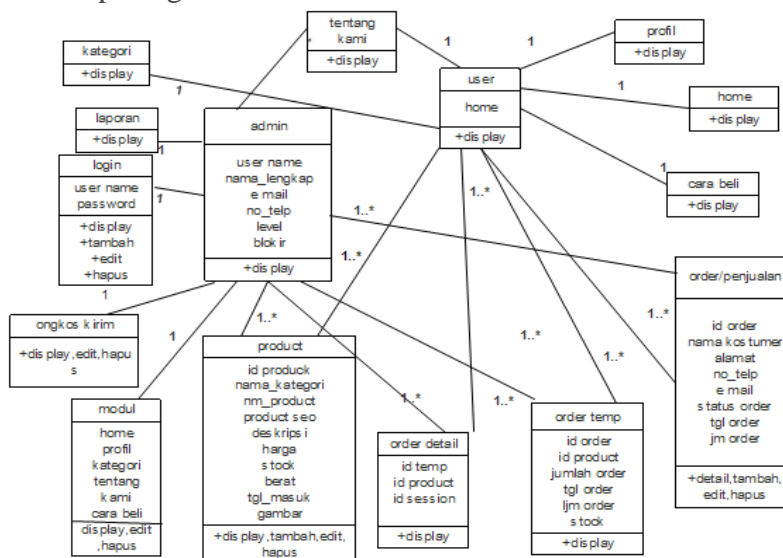 tentang
kami
+display
kategori
+display
profil
+display
user
home
+display
home
+display
laporan
+display
admin
user name
nama_lengkap
e mail
no_telp
level
blokir
+display
login
user name
password
+display
+tambah
+edit
+hapus
cara beli
+display
order/penjualan
id order
nama kostumer
alamat
no_telp
e mail
status order
tgl order
jm order
+detail,tambah,
edit,hapus
ongkos kirim
+display,edit,hapu
s
product
id produck
nama_kategori
nm_product
product seo
deskripsi
harga
stock
berat
tgl_masuk
gambar
+display,tambah,edit,
hapus
modul
home
profil
kategori
tentang
kami
cara beli
display,edit
,hapus
order detail
id temp
id product
id session
+display
order temp
id order
id product
jumlah order
tgl order
ljm order
stock
+display
1
1
1
1
1
1
1
1
1
1..*
1..*
1..*
1..*
1..*
1..*
1..*
1..*
1..*